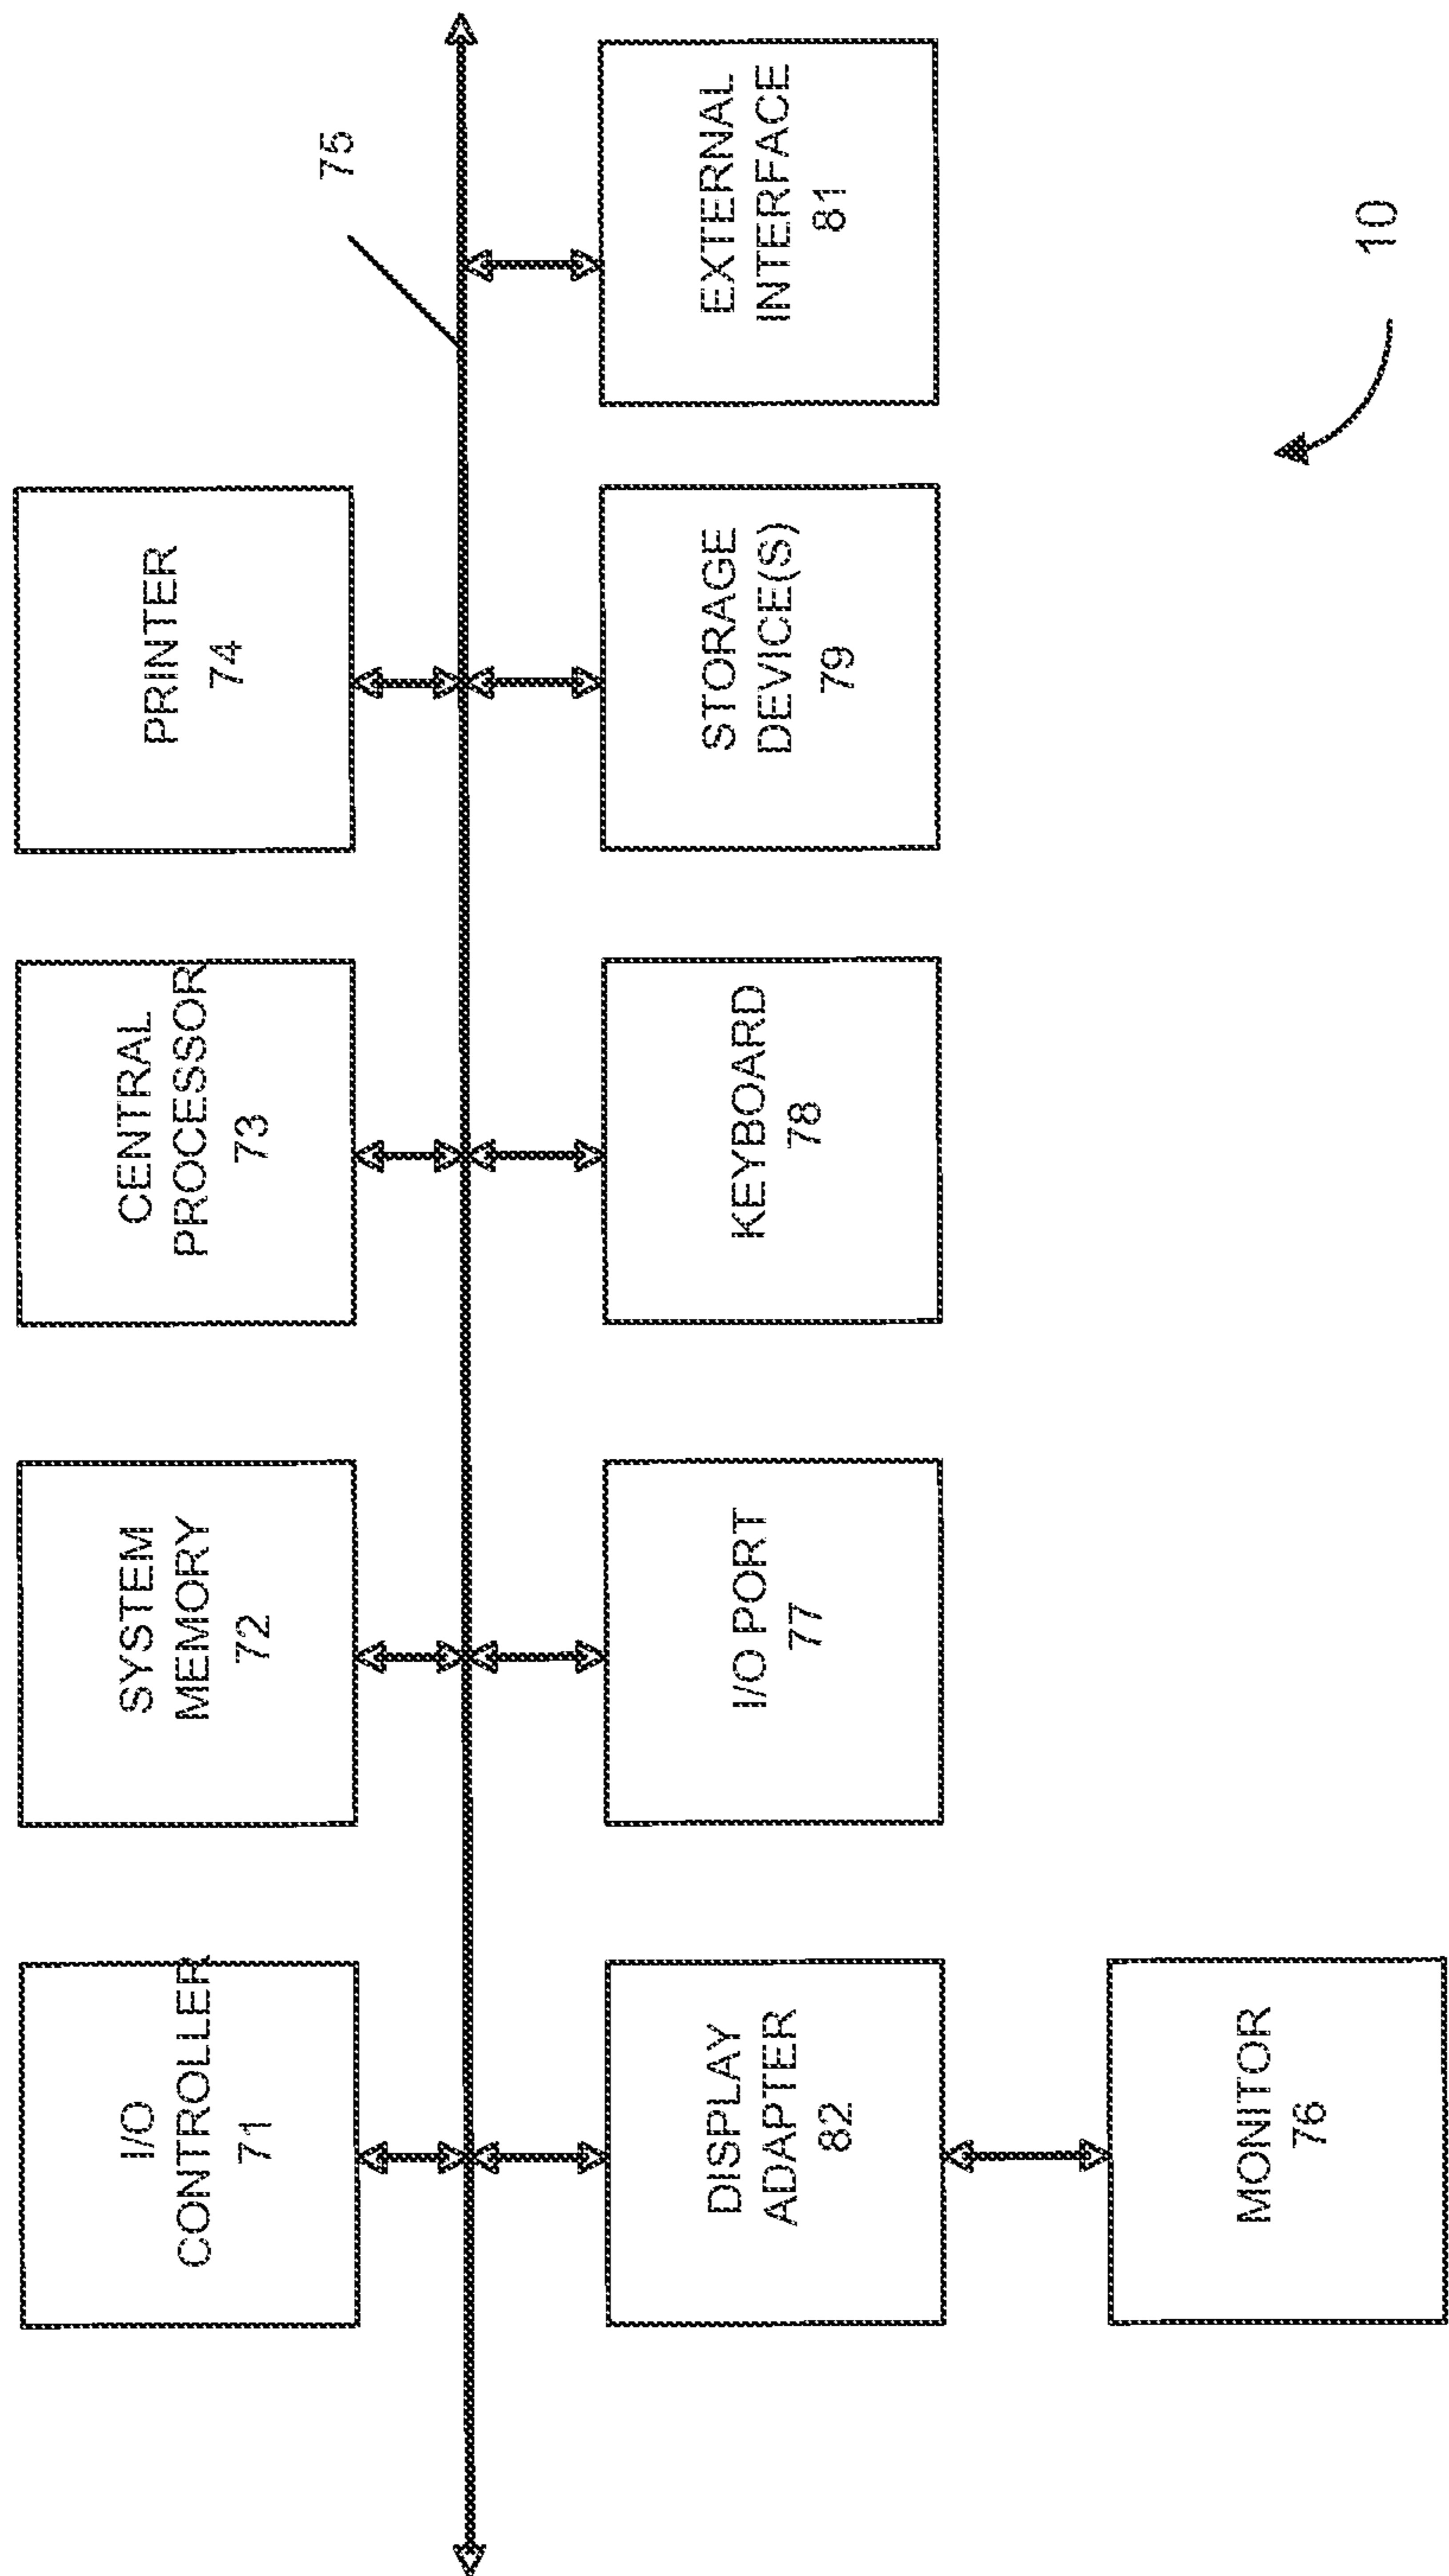 I/O
CONTROLLER
71
SYSTEM
MEMORY
72
CENTRAL
PROCESSOR
73
PRINTER
74
75
DISPLAY
ADAPTER
82
I/O PORT
77
KEYBOARD
78
STORAGE
DEVICE(S)
79
EXTERNAL
INTERFACE
81
MONITOR
76
10